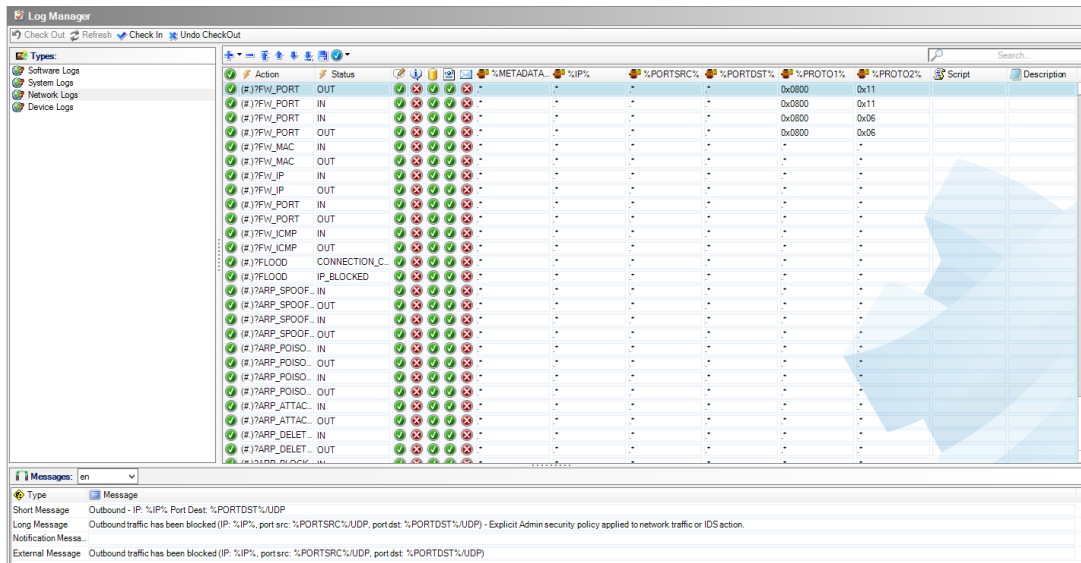 Log Manager
Check Out Refresh Check In Undo CheckOut
Types:
Software Logs
System Logs
Network Logs
Device Logs
Search...
Action Status %METADATA... %IP% %PORTSRC% %PORTDST% %PROTO1% %PROTO2% Script Description
(#.)?FW_PORT OUT .* .* .* .* 0x0800 0x11
(#.)?FW_PORT IN .* .* .* .* 0x0800 0x11
(#.)?FW_PORT IN .* .* .* .* 0x0800 0x06
(#.)?FW_PORT OUT .* .* .* .* 0x0800 0x06
(#.)?FW_MAC IN .* .* .* .* .* .*
(#.)?FW_MAC OUT .* .* .* .* .* .*
(#.)?FW_IP IN .* .* .* .* .* .*
(#.)?FW_IP OUT .* .* .* .* .* .*
(#.)?FW_PORT IN .* .* .* .* .* .*
(#.)?FW_PORT OUT .* .* .* .* .* .*
(#.)?FW_ICMP IN .* .* .* .* .* .*
(#.)?FW_ICMP OUT .* .* .* .* .* .*
(#.)?FLOOD CONNECTION_C... .* .* .* .* .* .*
(#.)?FLOOD IP_BLOCKED .* .* .* .* .* .*
(#.)?ARP_SPOOF... IN .* .* .* .* .* .*
(#.)?ARP_SPOOF... OUT .* .* .* .* .* .*
(#.)?ARP_SPOOF... IN .* .* .* .* .* .*
(#.)?ARP_SPOOF... OUT .* .* .* .* .* .*
(#.)?ARP_POISO... IN .* .* .* .* .* .*
(#.)?ARP_POISO... OUT .* .* .* .* .* .*
(#.)?ARP_POISO... IN .* .* .* .* .* .*
(#.)?ARP_POISO... OUT .* .* .* .* .* .*
(#.)?ARP_ATTAC... IN .* .* .* .* .* .*
(#.)?ARP_ATTAC... OUT .* .* .* .* .* .*
(#.)?ARP_DELET... IN .* .* .* .* .* .*
(#.)?ARP_DELET... OUT .* .* .* .* .* .*
Messages: en
Type Message
Short Message Outbound - IP: %IP% Port Dest: %PORTDST%/UDP
Long Message Outbound traffic has been blocked (IP: %IP%, port src: %PORTSRC%/UDP, port dst: %PORTDST%/UDP) - Explicit Admin security policy applied to network traffic or IDS action.
Notification Messa...
External Message Outbound traffic has been blocked (IP: %IP%, port src: %PORTSRC%/UDP, port dst: %PORTDST%/UDP)